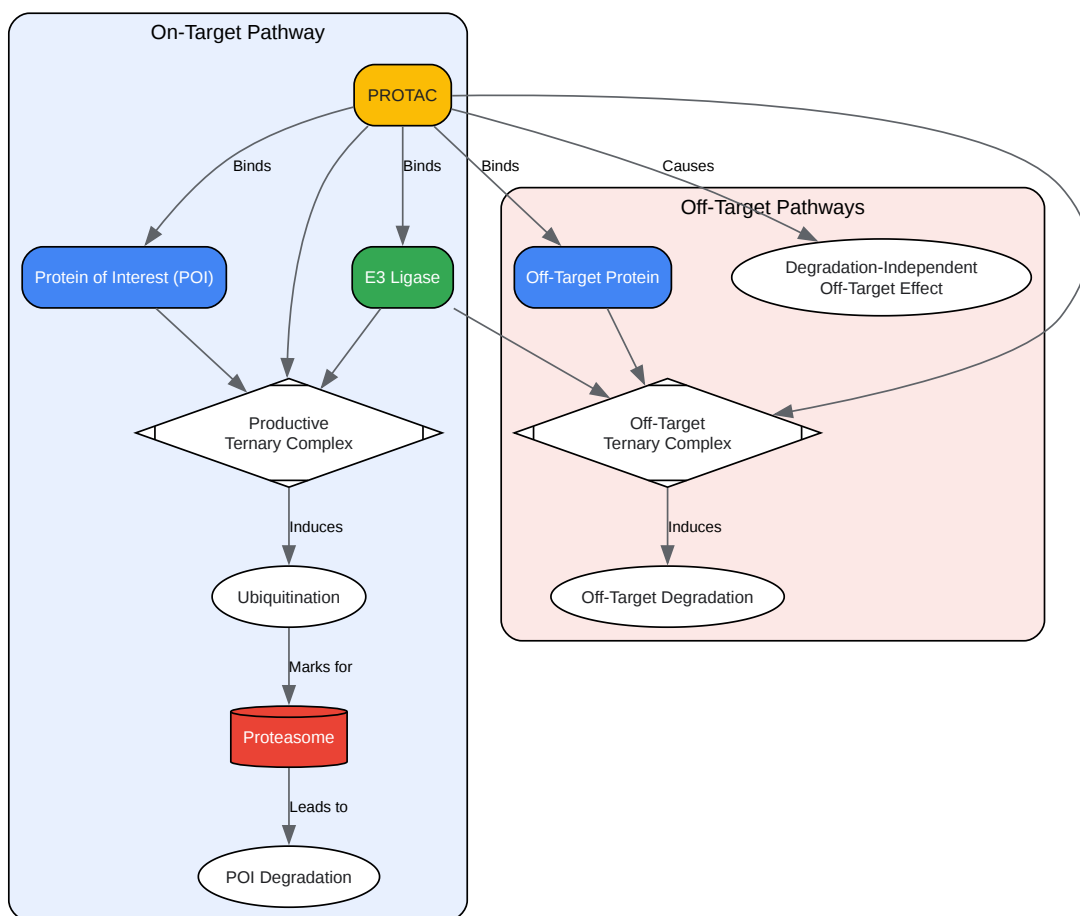 On-Target Pathway
PROTAC
Binds
Binds
Binds
Causes
Off-Target Pathways
Protein of Interest (POI)
E3 Ligase
Off-Target Protein
Degradation-Independent
Off-Target Effect
Productive
Ternary Complex
Off-Target
Ternary Complex
Induces
Induces
Ubiquitination
Off-Target Degradation
Marks for
Proteasome
Leads to
POI Degradation